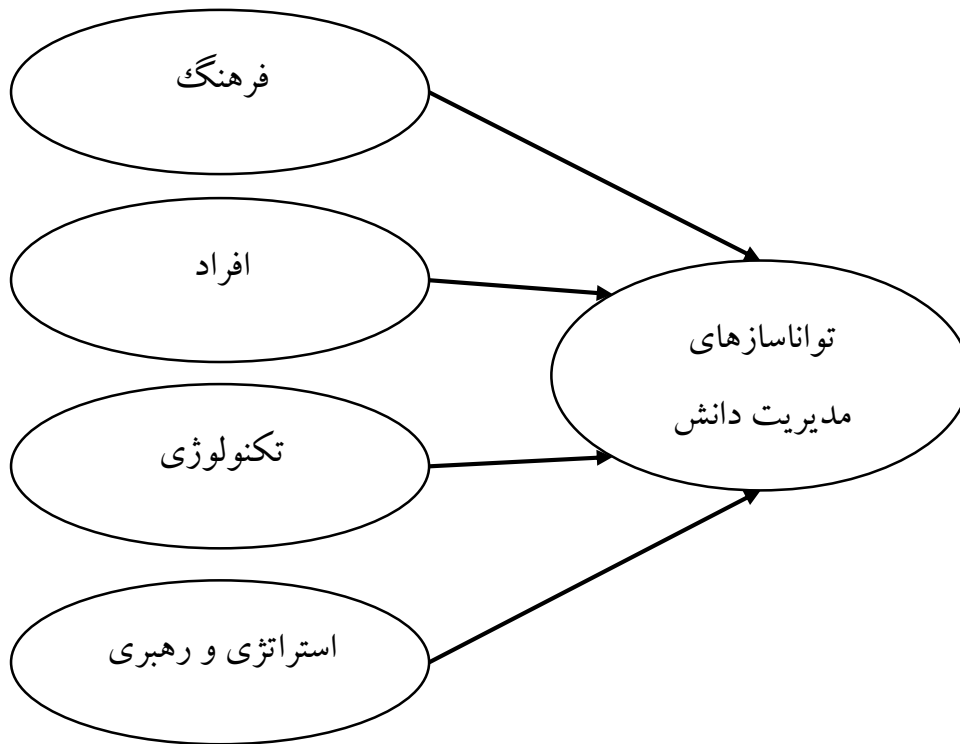 فرهنگ
افراد
تکنولوژی
استراتژی و رهبری
تواناسازهای
مدیریت دانش